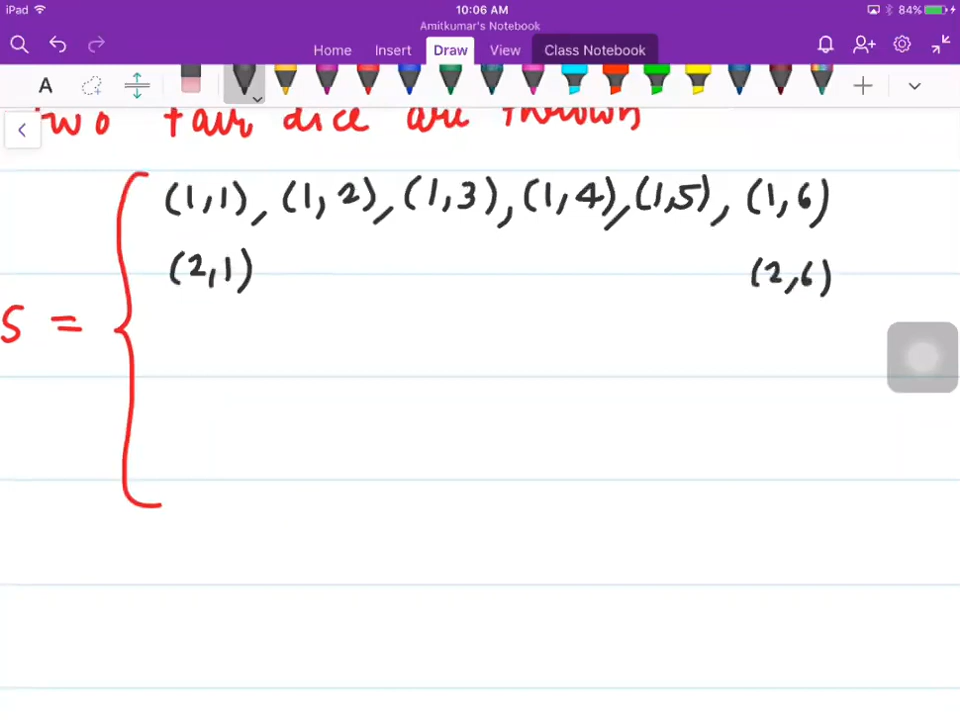 iPad 10:06 AM 84%
Amitkumar's Notebook
Home Insert Draw View Class Notebook
A
Two fair dice are thrown
(1,1), (1,2), (1,3), (1,4), (1,5), (1,6)
(2,1) (2,6)
S = {